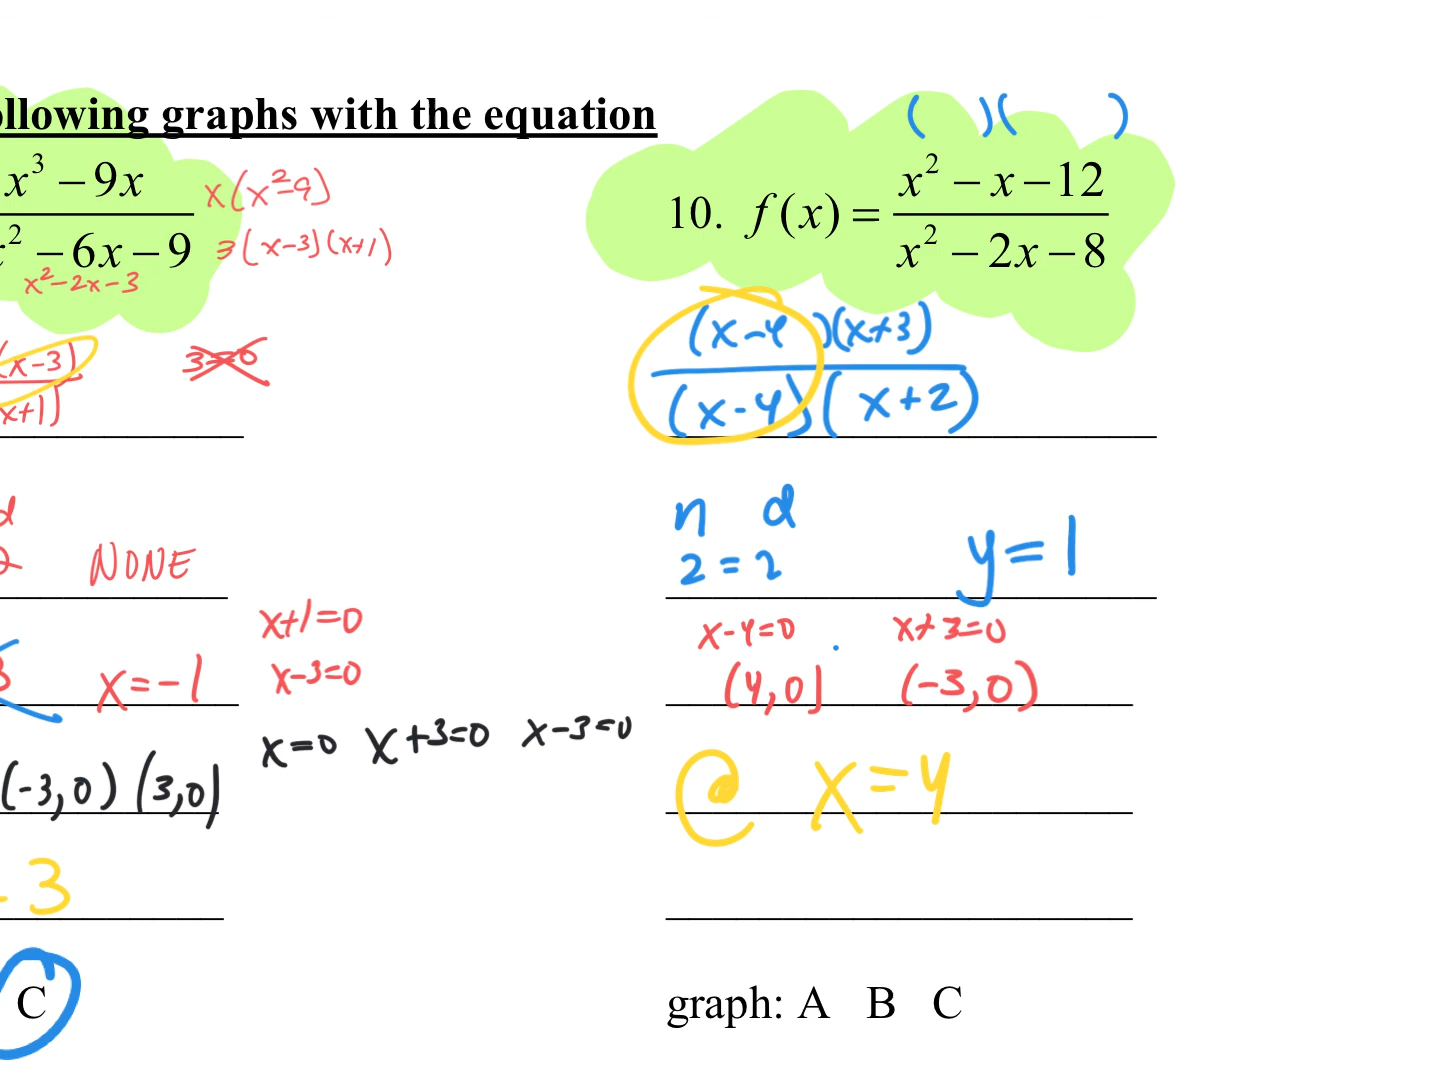 llowing graphs with the equation
( )( )
x³ − 9x
x(x²−9)
10. f(x) = x² − x − 12
² − 6x − 9
3(x−3)(x+1)
x² − 2x − 8
x²−2x−3
(x−4)(x+3)
(x−3)
3=0
(x−4)(x+2)
x+1)
n d
d
2 = 2
y=1
NONE
x+1=0
x−4=0 x+3=0
x=−1
x−3=0
(4,0) (−3,0)
x=0 x+3=0 x−3=0
(−3,0) (3,0)
@ x=4
3
C
graph: A B C